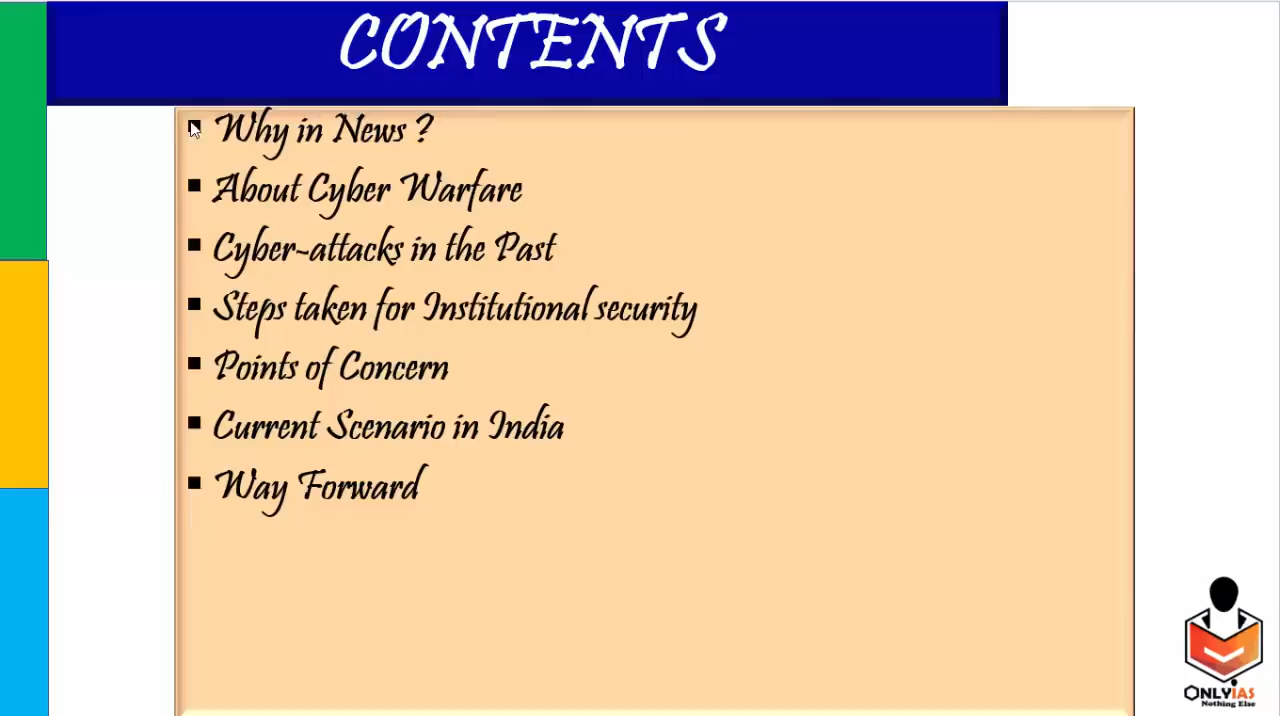 CONTENTS
Why in News ?
About Cyber Warfare
Cyber-attacks in the Past
Steps taken for Institutional security
Points of Concern
Current Scenario in India
Way Forward
ONLYIAS
Nothing Else